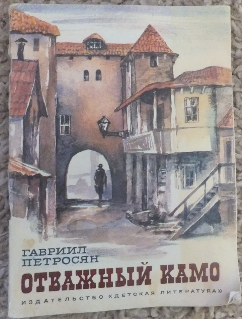 ГАВРИИЛ
ПЕТРОСЯН
ОТВАЖНЫЙ КАМО
ИЗДАТЕЛЬСТВО «ДЕТСКАЯ ЛИТЕРАТУРА»